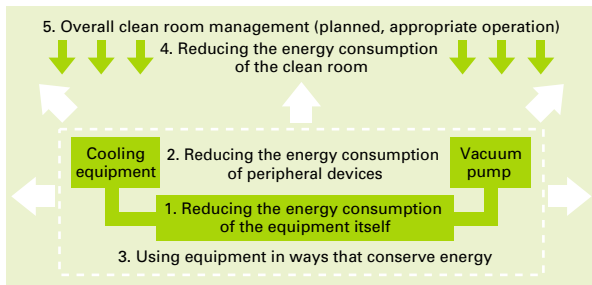 5. Overall clean room management (planned, appropriate operation)
4. Reducing the energy consumption
of the clean room
Cooling
equipment
2. Reducing the energy consumption
of peripheral devices
Vacuum
pump
1. Reducing the energy consumption
of the equipment itself
3. Using equipment in ways that conserve energy